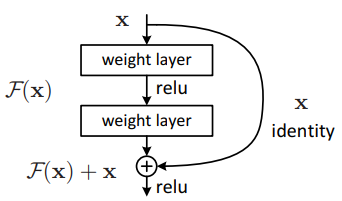 x
weight layer
relu
F(x)
weight layer
x
identity
F(x) + x
+
relu